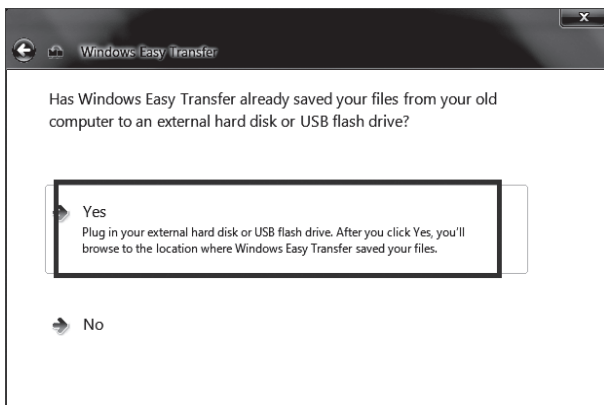 Windows Easy Transfer
Has Windows Easy Transfer already saved your files from your old
computer to an external hard disk or USB flash drive?
Yes
Plug in your external hard disk or USB flash drive. After you click Yes, you'll
browse to the location where Windows Easy Transfer saved your files.
No